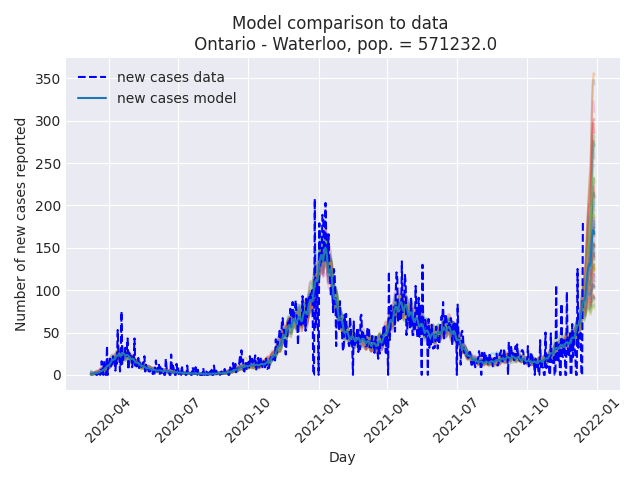 Model comparison to data
Ontario - Waterloo, pop. = 571232.0
new cases data
new cases model
Number of new cases reported
350
300
250
200
150
100
50
0
2020-04
2020-07
2020-10
2021-01
2021-04
2021-07
2021-10
2022-01
Day